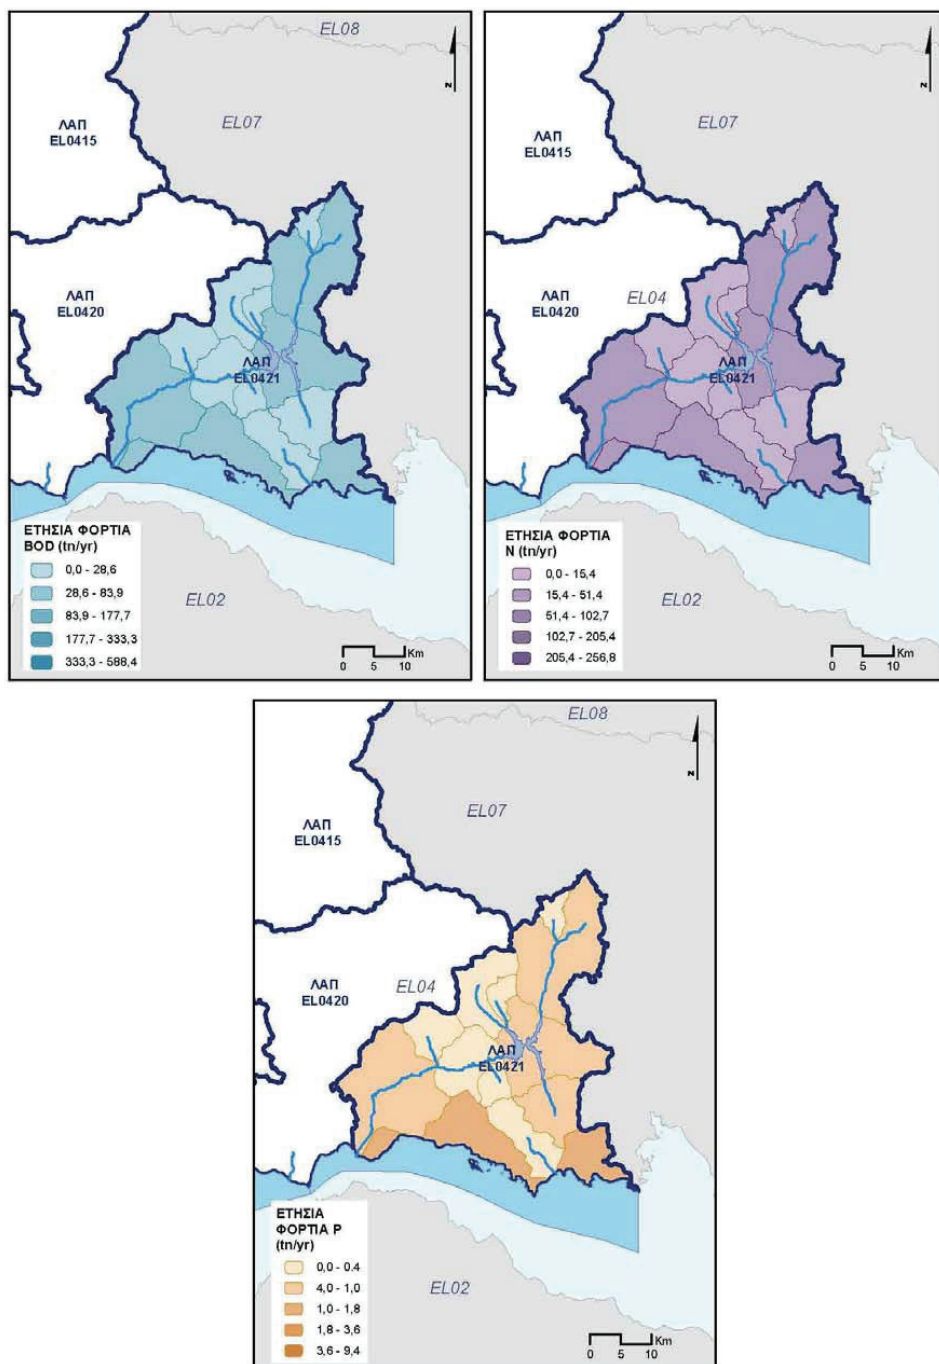 EL08
N
EL07
ΛΑΠ
EL0415
ΛΑΠ
EL0420
ΛΑΠ
EL0421
ΕΤΗΣΙΑ ΦΟΡΤΙΑ
BOD (tn/yr)
0,0 - 28,6
28,6 - 83,9
83,9 - 177,7
177,7 - 333,3
333,3 - 588,4
EL02
Km
0 5 10
EL08
N
EL07
ΛΑΠ
EL0415
ΛΑΠ
EL0420
EL04
ΛΑΠ
EL0421
ΕΤΗΣΙΑ ΦΟΡΤΙΑ
N (tn/yr)
0,0 - 15,4
15,4 - 51,4
51,4 - 102,7
102,7 - 205,4
205,4 - 256,8
EL02
Km
0 5 10
EL08
N
EL07
ΛΑΠ
EL0415
ΛΑΠ
EL0420
EL04
ΛΑΠ
EL0421
ΕΤΗΣΙΑ
ΦΟΡΤΙΑ P
(tn/yr)
0,0 - 0.4
4,0 - 1,0
1,0 - 1,8
1,8 - 3,6
3,6 - 9,4
EL02
Km
0 5 10